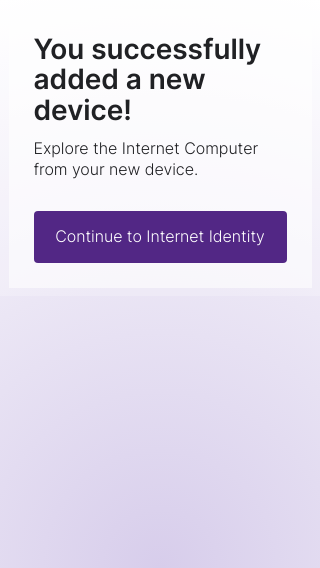 You successfully
added a new
device!
Explore the Internet Computer
from your new device.
Continue to Internet Identity